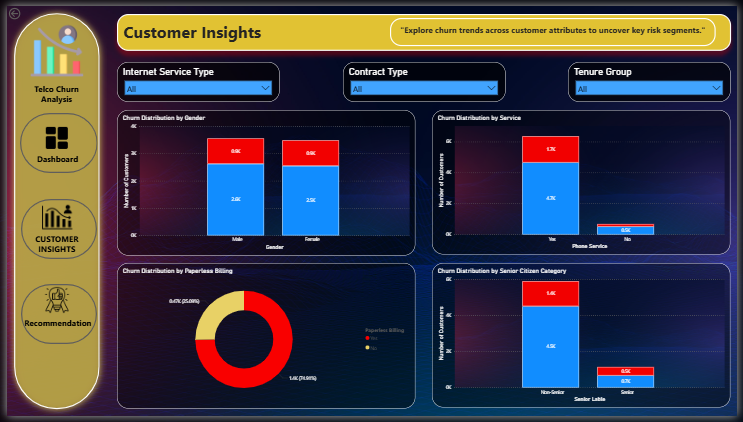 Customer Insights
"Explore churn trends across customer attributes to uncover key risk segments."
Telco Churn
Analysis
Dashboard
CUSTOMER
INSIGHTS
Recommendation
Internet Service Type
All
Contract Type
All
Tenure Group
All
Churn Distribution by Gender
Number of Customers
4K
3K
2K
1K
0K
0.9K
2.6K
0.9K
2.5K
Male
Female
Gender
Churn Distribution by Service
Number of Customers
6K
4K
2K
0K
1.7K
4.7K
0.5K
Yes
No
Phone Service
Churn Distribution by Paperless Billing
0.47K (25.09%)
1.4K (74.91%)
Paperless Billing
Yes
No
Churn Distribution by Senior Citizen Category
Number of Customers
6K
4K
2K
0K
1.4K
4.5K
0.5K
0.7K
Non-Senior
Senior
Senior Lable